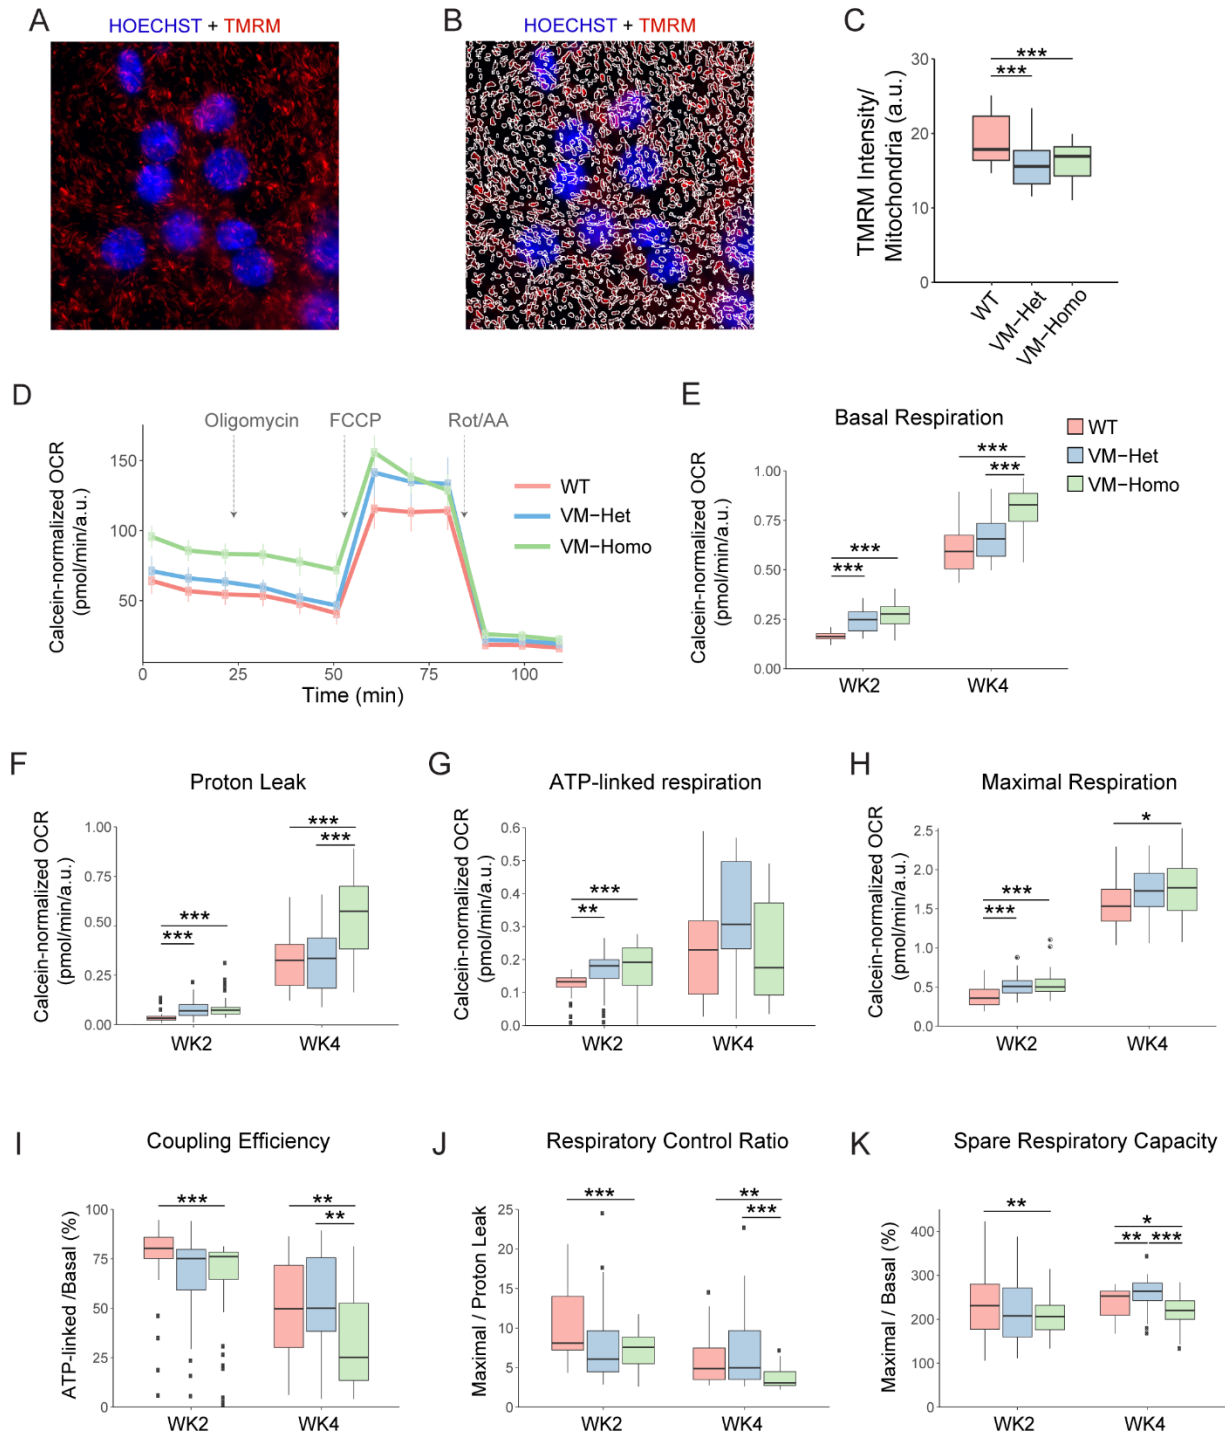 A
HOECHST + TMRM
B
HOECHST + TMRM
C
TMRM Intensity/
Mitochondria (a.u.)
30
20
10
0
***
***
WT
VM-Het
VM-Homo
D
Calcein-normalized OCR
(pmol/min/a.u.)
150
100
50
Oligomycin
FCCP
Rot/AA
WT
VM-Het
VM-Homo
0
25
50
75
100
Time (min)
E
Basal Respiration
WT
VM-Het
VM-Homo
Calcein-normalized OCR
(pmol/min/a.u.)
1.00
0.75
0.50
0.25
0.00
***
***
***
***
WK2
WK4
F
Proton Leak
Calcein-normalized OCR
(pmol/min/a.u.)
1.00
0.75
0.25
0.00
***
***
***
***
WK2
WK4
G
ATP-linked respiration
Calcein-normalized OCR
(pmol/min/a.u.)
0.6
0.5
0.4
0.3
0.2
0.1
0.0
***
**
WK2
WK4
H
Maximal Respiration
Calcein-normalized OCR
(pmol/min/a.u.)
2.5
2.0
1.5
1.0
0.5
0.0
***
***
*
WK2
WK4
I
Coupling Efficiency
ATP-linked /Basal (%)
100
75
50
25
0
***
**
**
WK2
WK4
J
Respiratory Control Ratio
Maximal / Proton Leak
25
20
15
10
5
0
***
**
***
WK2
WK4
K
Spare Respiratory Capacity
Maximal / Basal (%)
400
300
200
100
0
**
*
**
***
WK2
WK4